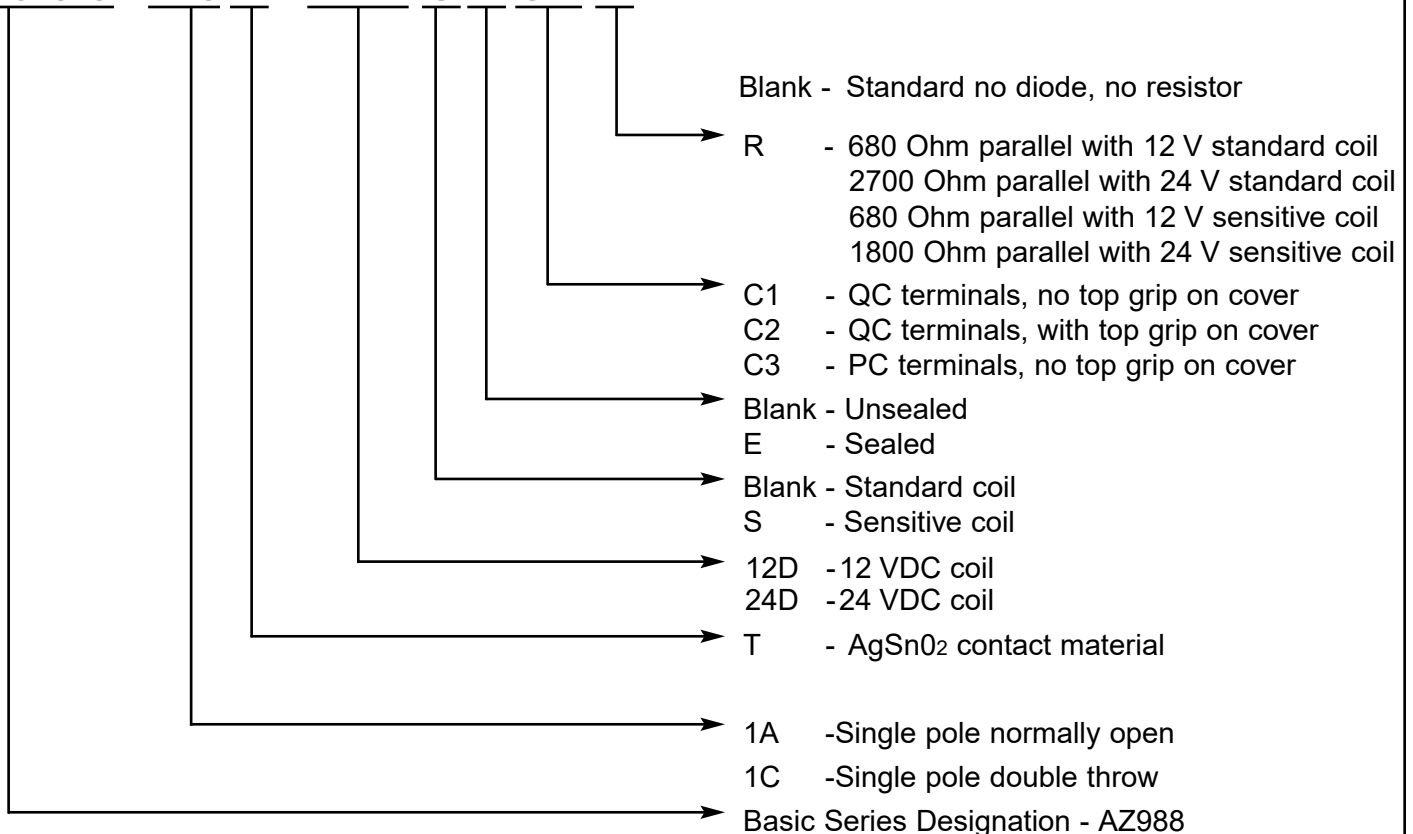 Blank - Standard no diode, no resistor
R - 680 Ohm parallel with 12 V standard coil
2700 Ohm parallel with 24 V standard coil
680 Ohm parallel with 12 V sensitive coil
1800 Ohm parallel with 24 V sensitive coil
C1 - QC terminals, no top grip on cover
C2 - QC terminals, with top grip on cover
C3 - PC terminals, no top grip on cover
Blank - Unsealed
E - Sealed
Blank - Standard coil
S - Sensitive coil
12D -12 VDC coil
24D -24 VDC coil
T - AgSn0₂ contact material
1A -Single pole normally open
1C -Single pole double throw
Basic Series Designation - AZ988